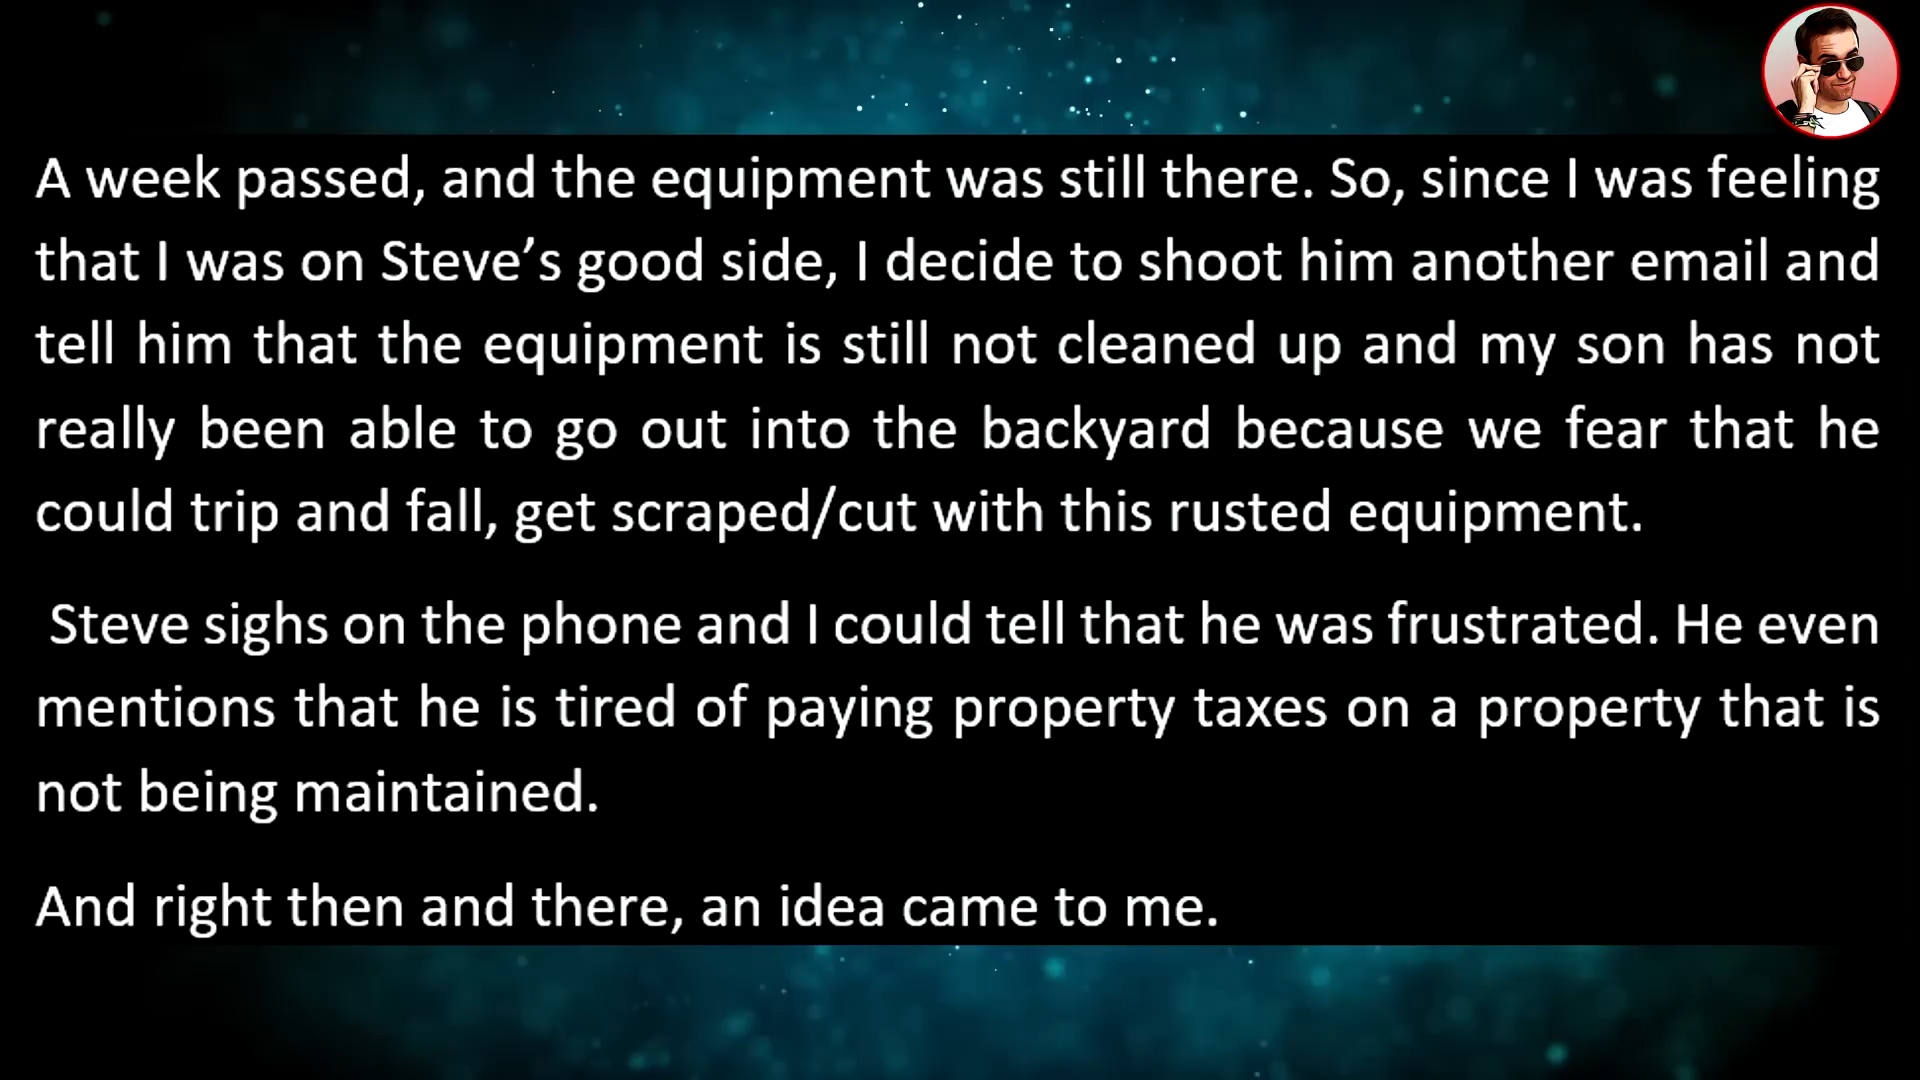 A week passed, and the equipment was still there. So, since I was feeling
that I was on Steve’s good side, I decide to shoot him another email and
tell him that the equipment is still not cleaned up and my son has not
really been able to go out into the backyard because we fear that he
could trip and fall, get scraped/cut with this rusted equipment.
Steve sighs on the phone and I could tell that he was frustrated. He even
mentions that he is tired of paying property taxes on a property that is
not being maintained.
And right then and there, an idea came to me.